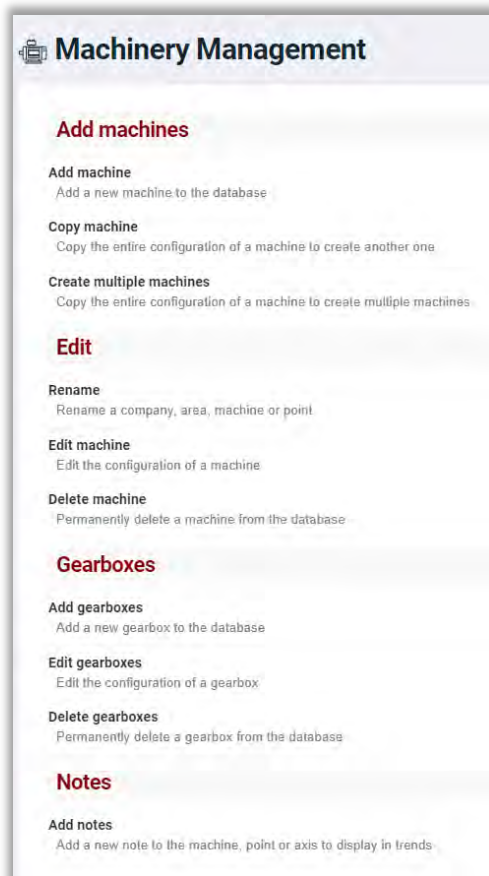 Machinery Management
Add machines
Add machine
Add a new machine to the database
Copy machine
Copy the entire configuration of a machine to create another one
Create multiple machines
Copy the entire configuration of a machine to create multiple machines
Edit
Rename
Rename a company, area, machine or point
Edit machine
Edit the configuration of a machine
Delete machine
Permanently delete a machine from the database
Gearboxes
Add gearboxes
Add a new gearbox to the database
Edit gearboxes
Edit the configuration of a gearbox
Delete gearboxes
Permanently delete a gearbox from the database
Notes
Add notes
Add a new note to the machine, point or axis to display in trends